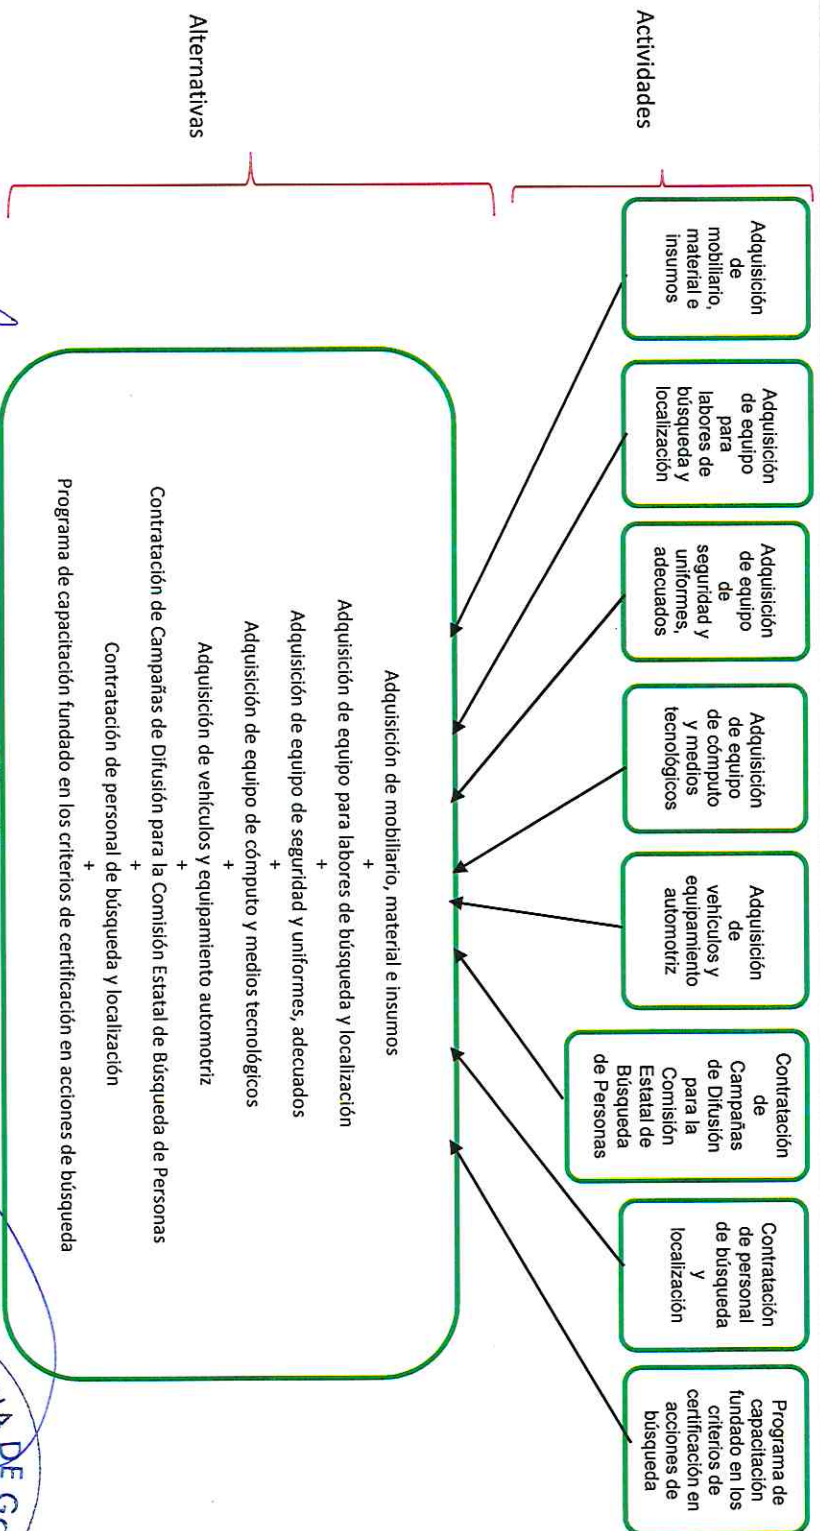 Actividades
Adquisición
de
mobiliario,
material e
insumos
Adquisición
de equipo
para
labores de
búsqueda y
localización
Adquisición
de equipo
de
seguridad y
uniformes,
adecuados
Adquisición
de equipo
de cómputo
y medios
tecnológicos
Adquisición
de
vehículos y
equipamiento
automotriz
Contratación
de
Campañas
de Difusión
para la
Comisión
Estatal de
Búsqueda
de Personas
Contratación
de personal
de búsqueda
y
localización
Programa de
capacitación
fundado en los
criterios de
certificación en
acciones de
búsqueda
Alternativas
Adquisición de mobiliario, material e insumos
+
Adquisición de equipo para labores de búsqueda y localización
+
Adquisición de equipo de seguridad y uniformes, adecuados
+
Adquisición de equipo de cómputo y medios tecnológicos
+
Adquisición de vehículos y equipamiento automotriz
+
Contratación de Campañas de Difusión para la Comisión Estatal de Búsqueda de Personas
+
Contratación de personal de búsqueda y localización
+
Programa de capacitación fundado en los criterios de certificación en acciones de búsqueda
DE